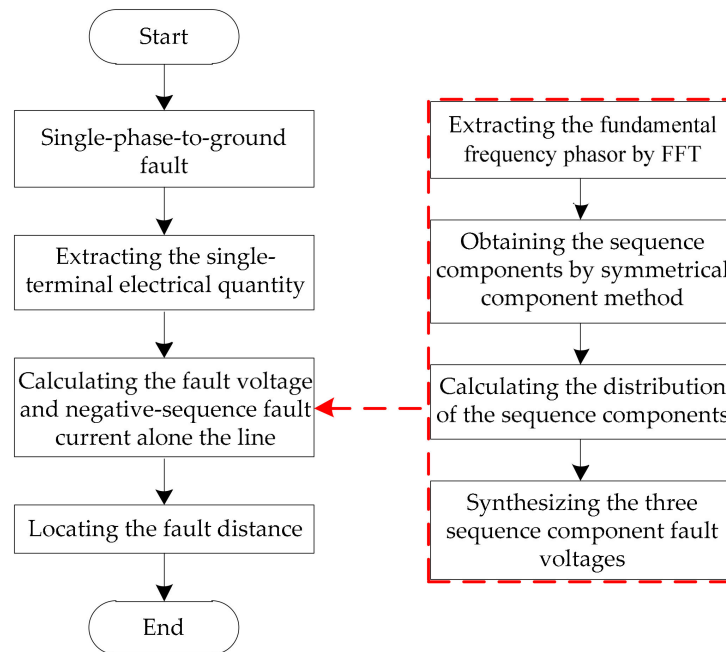 Start
Single-phase-to-ground
fault
Extracting the single-
terminal electrical quantity
Calculating the fault voltage
and negative-sequence fault
current alone the line
Locating the fault distance
End
Extracting the fundamental
frequency phasor by FFT
Obtaining the sequence
components by symmetrical
component method
Calculating the distribution
of the sequence components
Synthesizing the three
sequence component fault
voltages